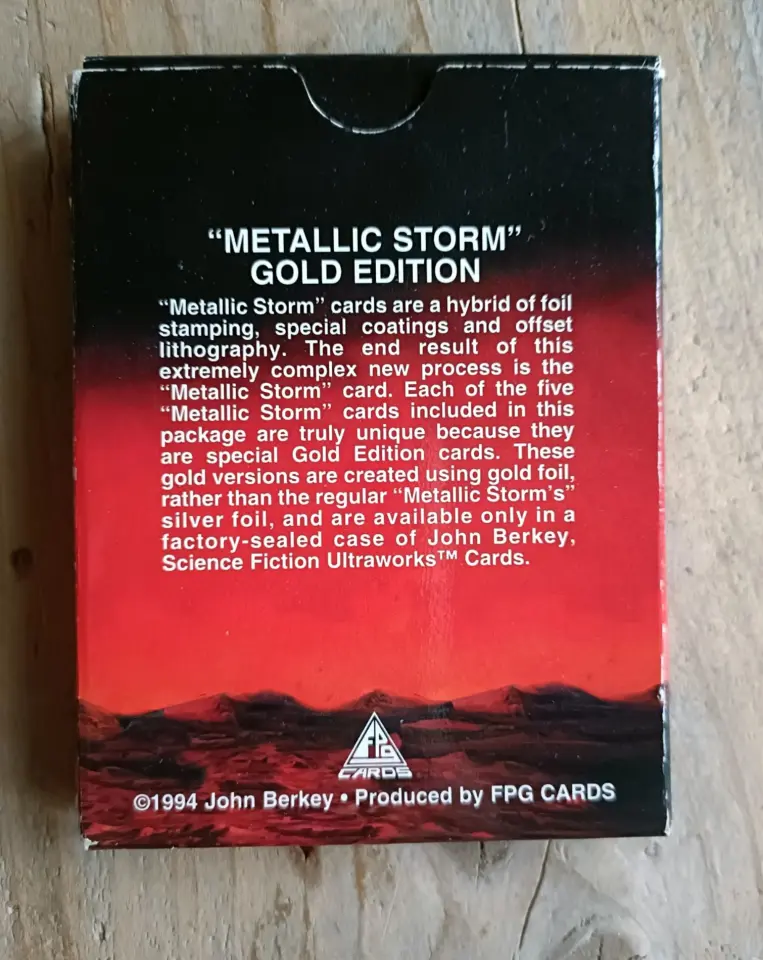 “METALLIC STORM”
GOLD EDITION
“Metallic Storm” cards are a hybrid of foil
stamping, special coatings and offset
lithography. The end result of this
extremely complex new process is the
“Metallic Storm” card. Each of the five
“Metallic Storm” cards included in this
package are truly unique because they
are special Gold Edition cards. These
gold versions are created using gold foil,
rather than the regular “Metallic Storm's”
silver foil, and are available only in a
factory-sealed case of John Berkey,
Science Fiction Ultraworks™ Cards.
FPG
CARDS
©1994 John Berkey • Produced by FPG CARDS